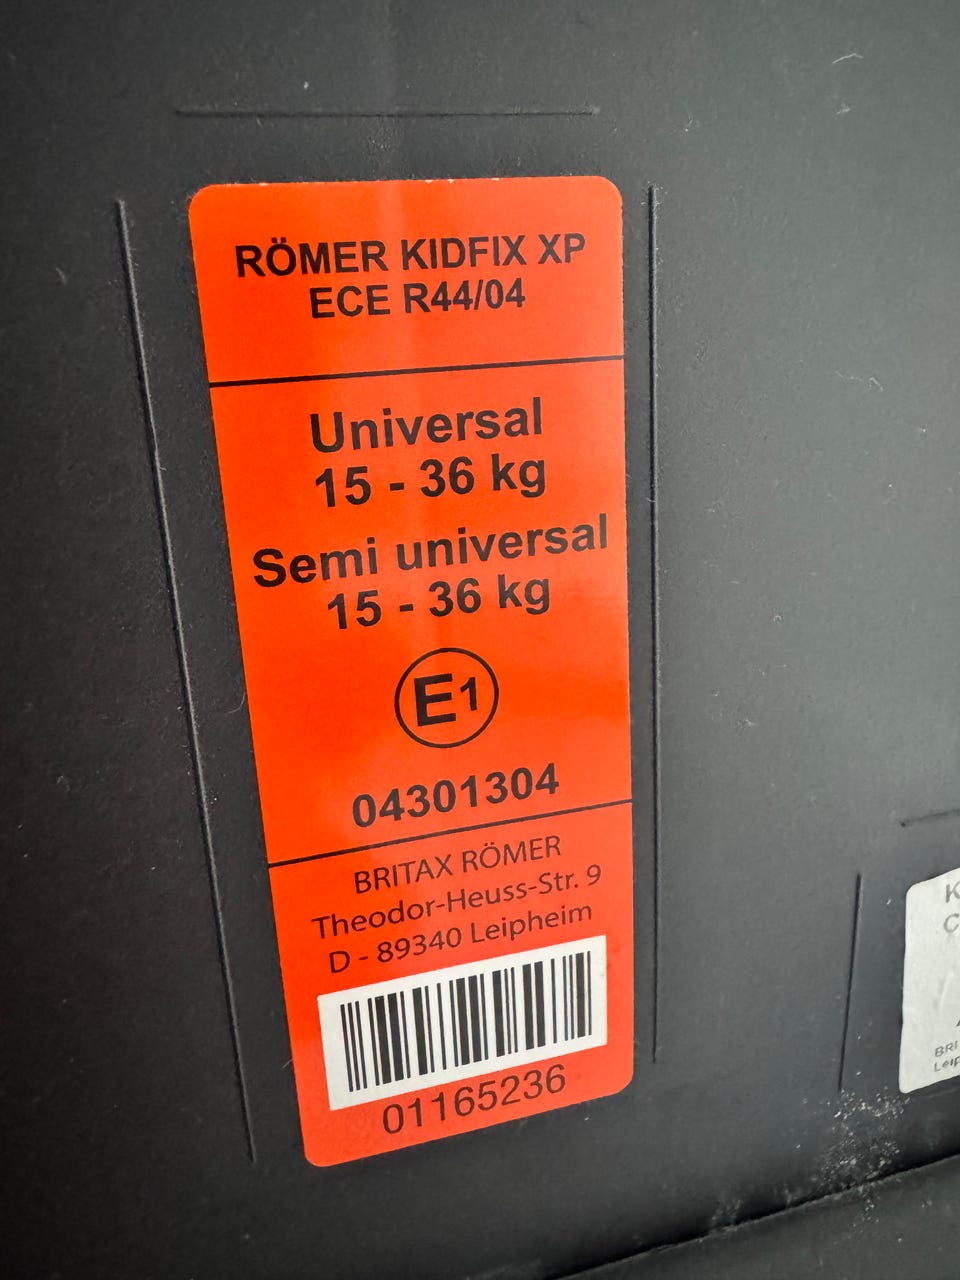 RÖMER KIDFIX XP
ECE R44/04
Universal
15 - 36 kg
Semi universal
15 - 36 kg
E1
04301304
BRITAX RÖMER
Theodor-Heuss-Str. 9
D - 89340 Leipheim
01165236